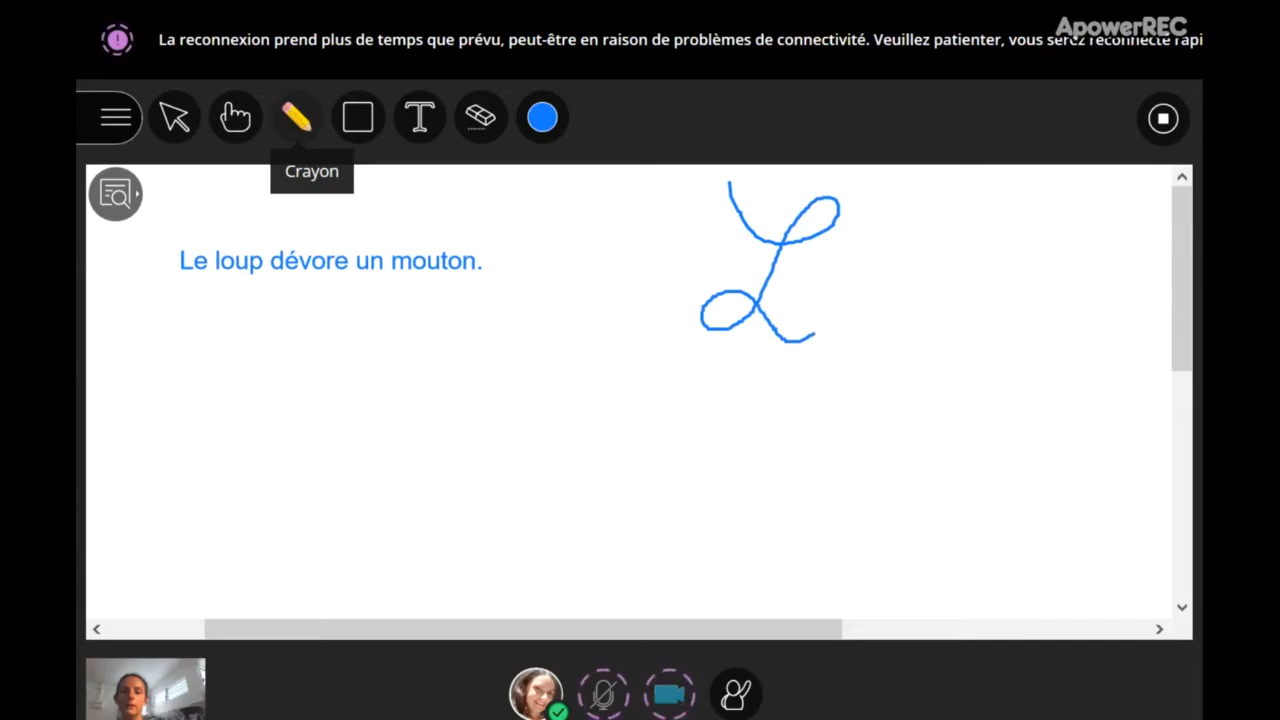 ApowerREC
La reconnexion prend plus de temps que prévu, peut-être en raison de problèmes de connectivité. Veuillez patienter, vous serez reconnecté rapi
Crayon
L
Le loup dévore un mouton.